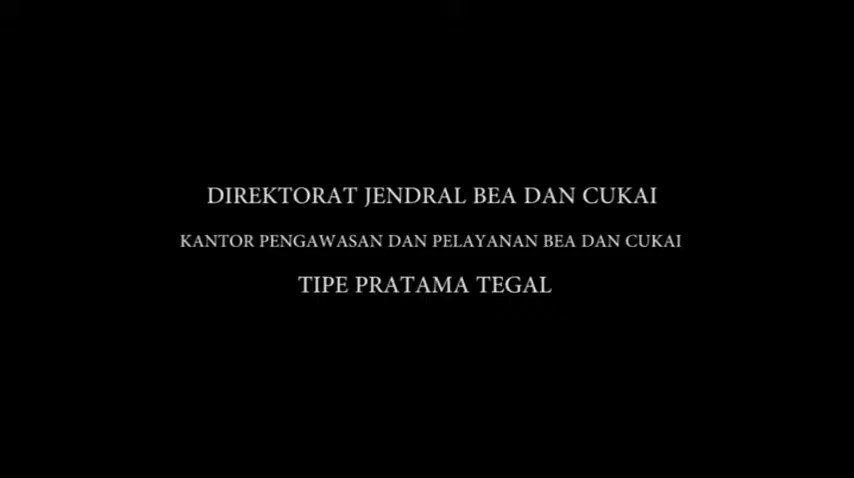 DIREKTORAT JENDRAL BEA DAN CUKAI
KANTOR PENGAWASAN DAN PELAYANAN BEA DAN CUKAI
TIPE PRATAMA TEGAL